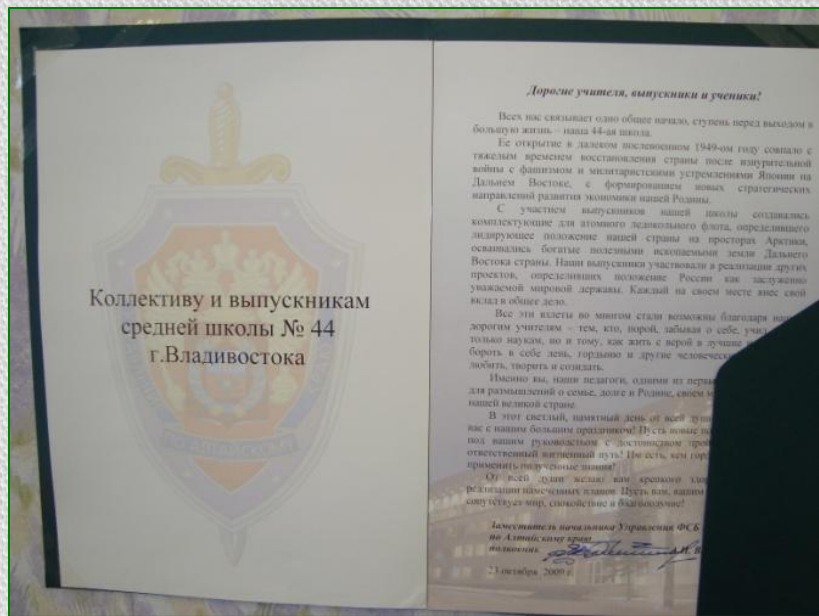 Коллективу и выпускникам
средней школы № 44
г.Владивостока
Дорогие учителя, выпускники и ученики!
Всех нас связывает одно общее начало, ступень перед выходом в
большую жизнь – наша 44-ая школа.
Ее открытие в далеком послевоенном 1949-ом году совпало с
тяжелым временем восстановления страны после изнурительной
войны с фашизмом и милитаристскими устремлениями Японии на
Дальнем Востоке, с формированием новых стратегических
направлений развития экономики нашей Родины.
С участием выпускников нашей школы создавались
комплектующие для атомного ледокольного флота, определившего
лидирующее положение нашей страны на просторах Арктики,
осваивались богатые полезными ископаемыми земли Дальнего
Востока страны. Наши выпускники участвовали в реализации других
проектов, определивших положение России как заслуженно
уважаемой мировой державы. Каждый на своем месте внес свой
вклад в общее дело.
Все эти взлеты во многом стали возможны благодаря
дорогим учителям – тем, кто, порой, забывая о себе, учил
только наукам, но и тому, как жить с верой в лучшие
бороть в себе лень, гордыню и другие
любить, творить и созидать.
Именно вы, наши педагоги, одними из
для размышлений о семье, долге и Родине, своем
нашей великой стране.
В этот светлый, памятный день от всей
вас с нашим большим праздником! Пусть новые
под вашим руководством с достоинством
ответственный жизненный путь! Им есть, кем
применить полученные знания!
От всей души желаю вам крепкого
реализации намеченных планов. Пусть вам, вашим
сопутствует мир, спокойствие и благополучие!
Заместитель начальника Управления ФСБ
по Алтайскому краю
полковник
23 октября 2009 г.
ПО АЛТАЙСКОМУ